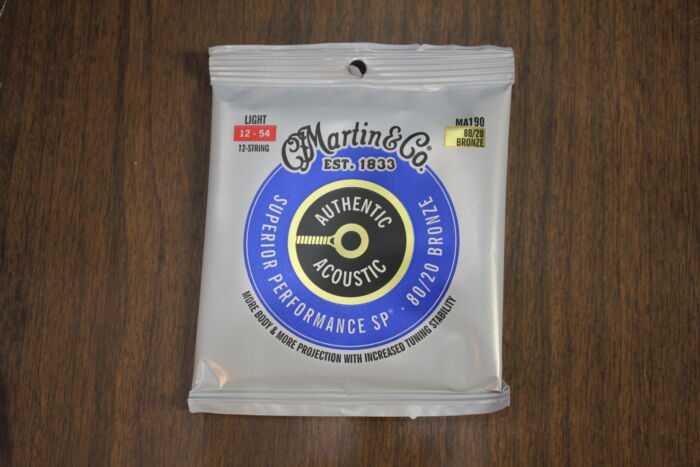 LIGHT
12 - 54
12-STRING
MA190
80/20
BRONZE
CFMartin & Co.®
EST. 1833
AUTHENTIC
ACOUSTIC
SUPERIOR PERFORMANCE SP® · 80/20 BRONZE
MORE BODY & MORE PROJECTION WITH INCREASED TUNING STABILITY